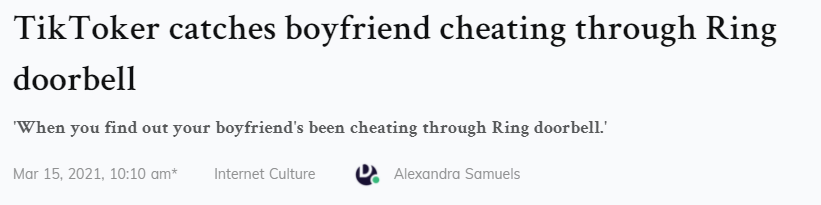 TikToker catches boyfriend cheating through Ring
doorbell
'When you find out your boyfriend's been cheating through Ring doorbell.'
Mar 15, 2021, 10:10 am* Internet Culture Alexandra Samuels